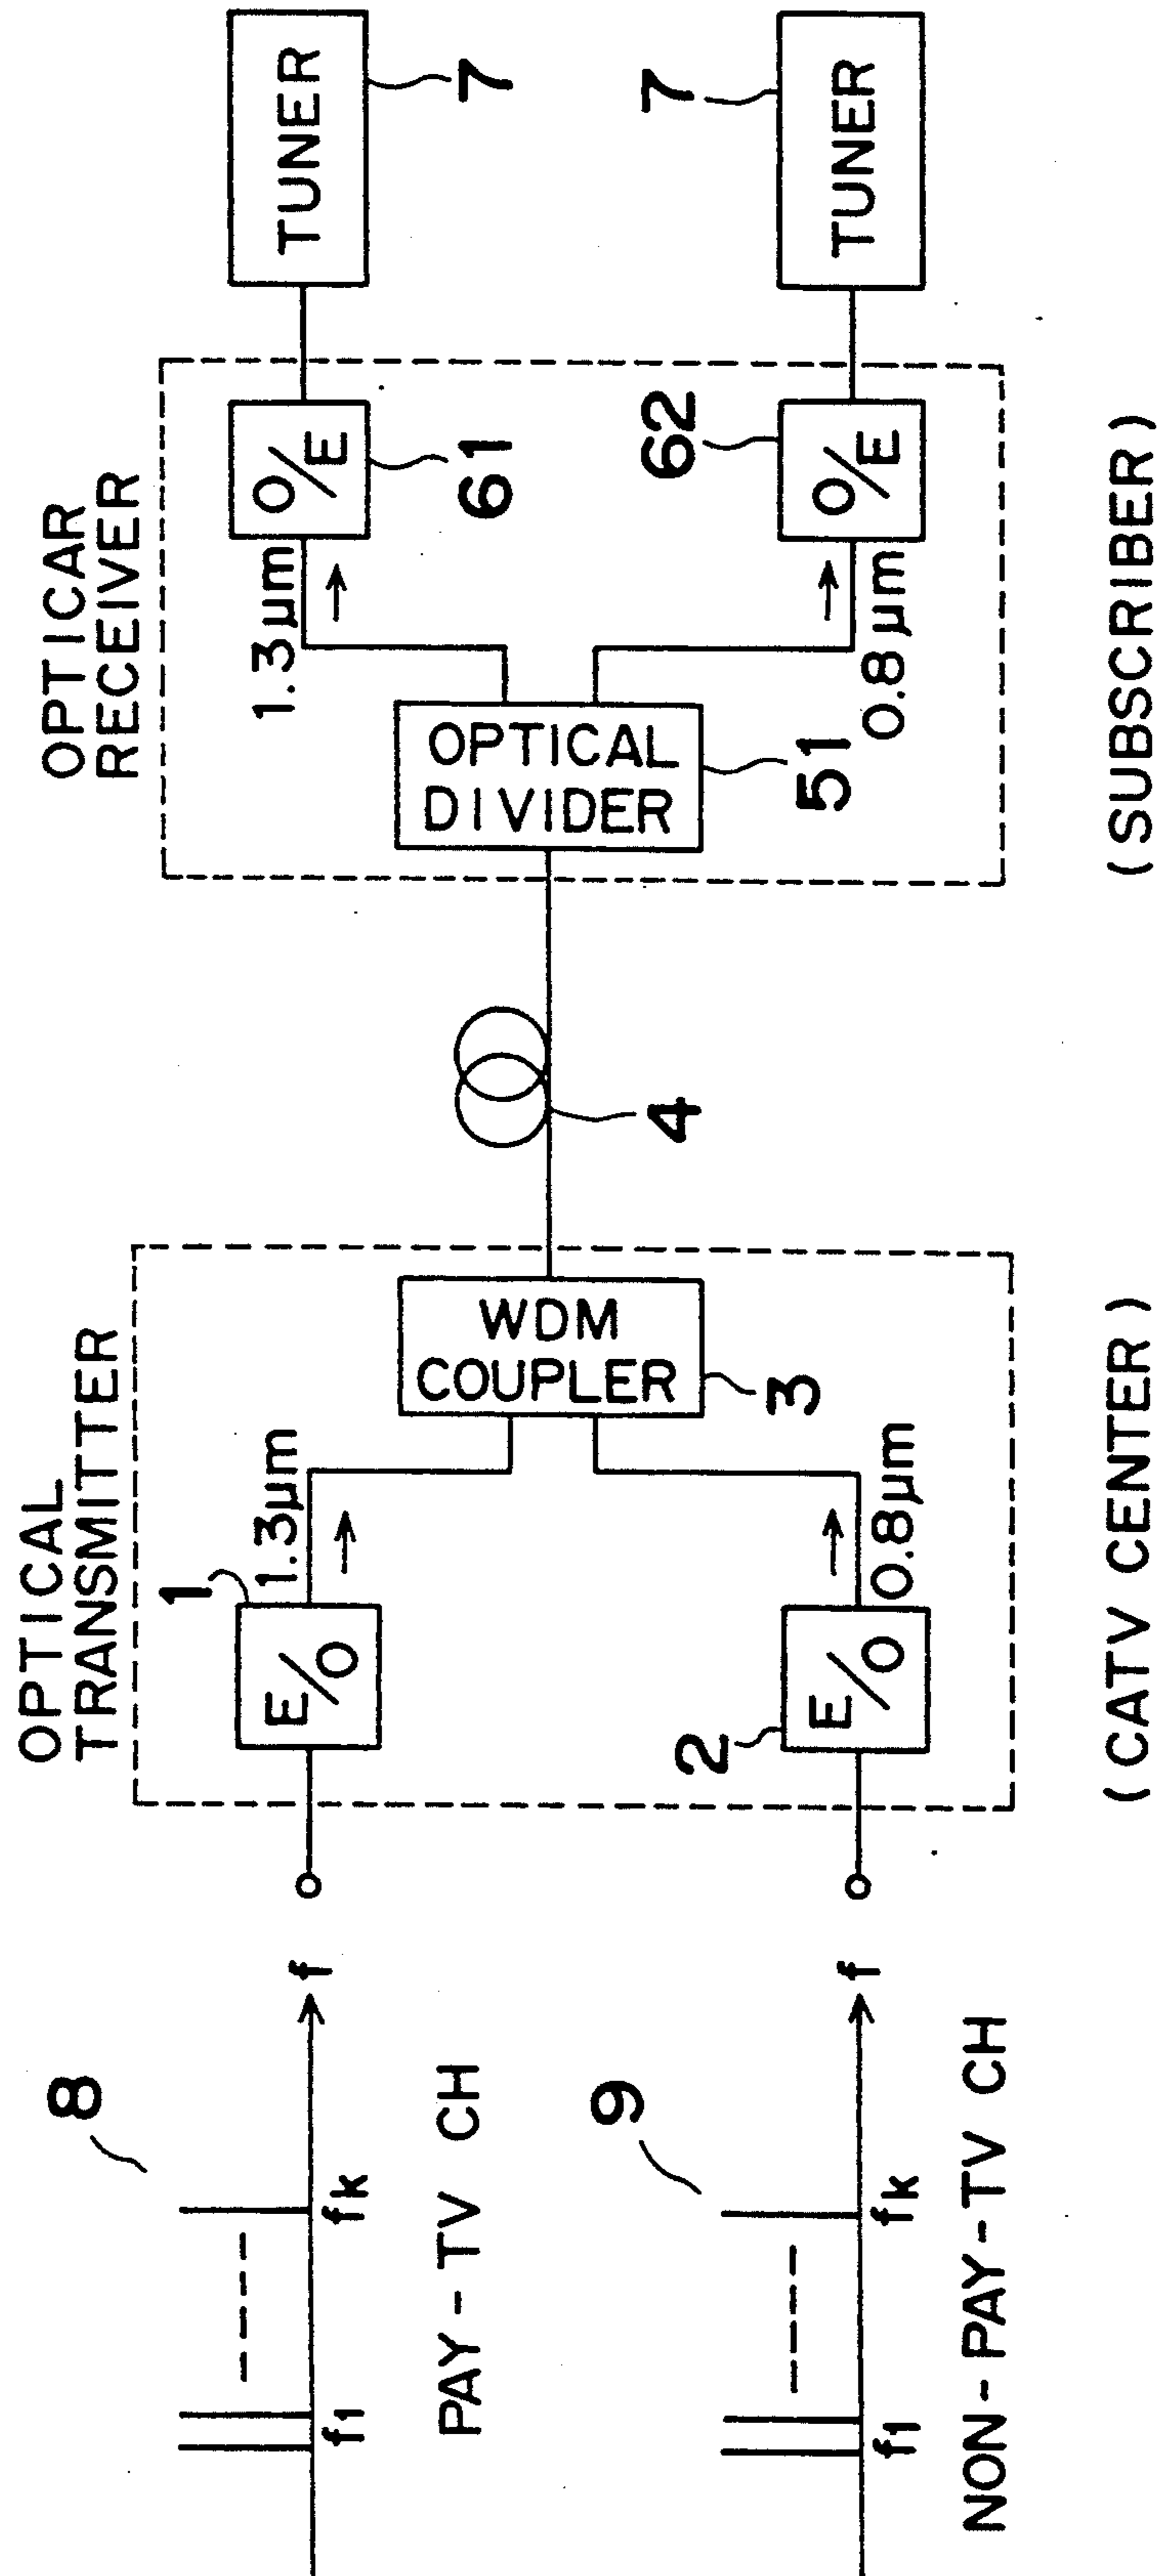 8
f1
fk
f
PAY-TV CH
9
f1
fk
f
NON-PAY-TV CH
OPTICAL
TRANSMITTER
1
E/O
1.3μm
2
E/O
0.8μm
WDM
COUPLER
3
(CATV CENTER)
4
OPTICAR
RECEIVER
OPTICAL
DIVIDER
51
1.3μm
O/E
61
0.8μm
O/E
62
TUNER
7
TUNER
7
(SUBSCRIBER)